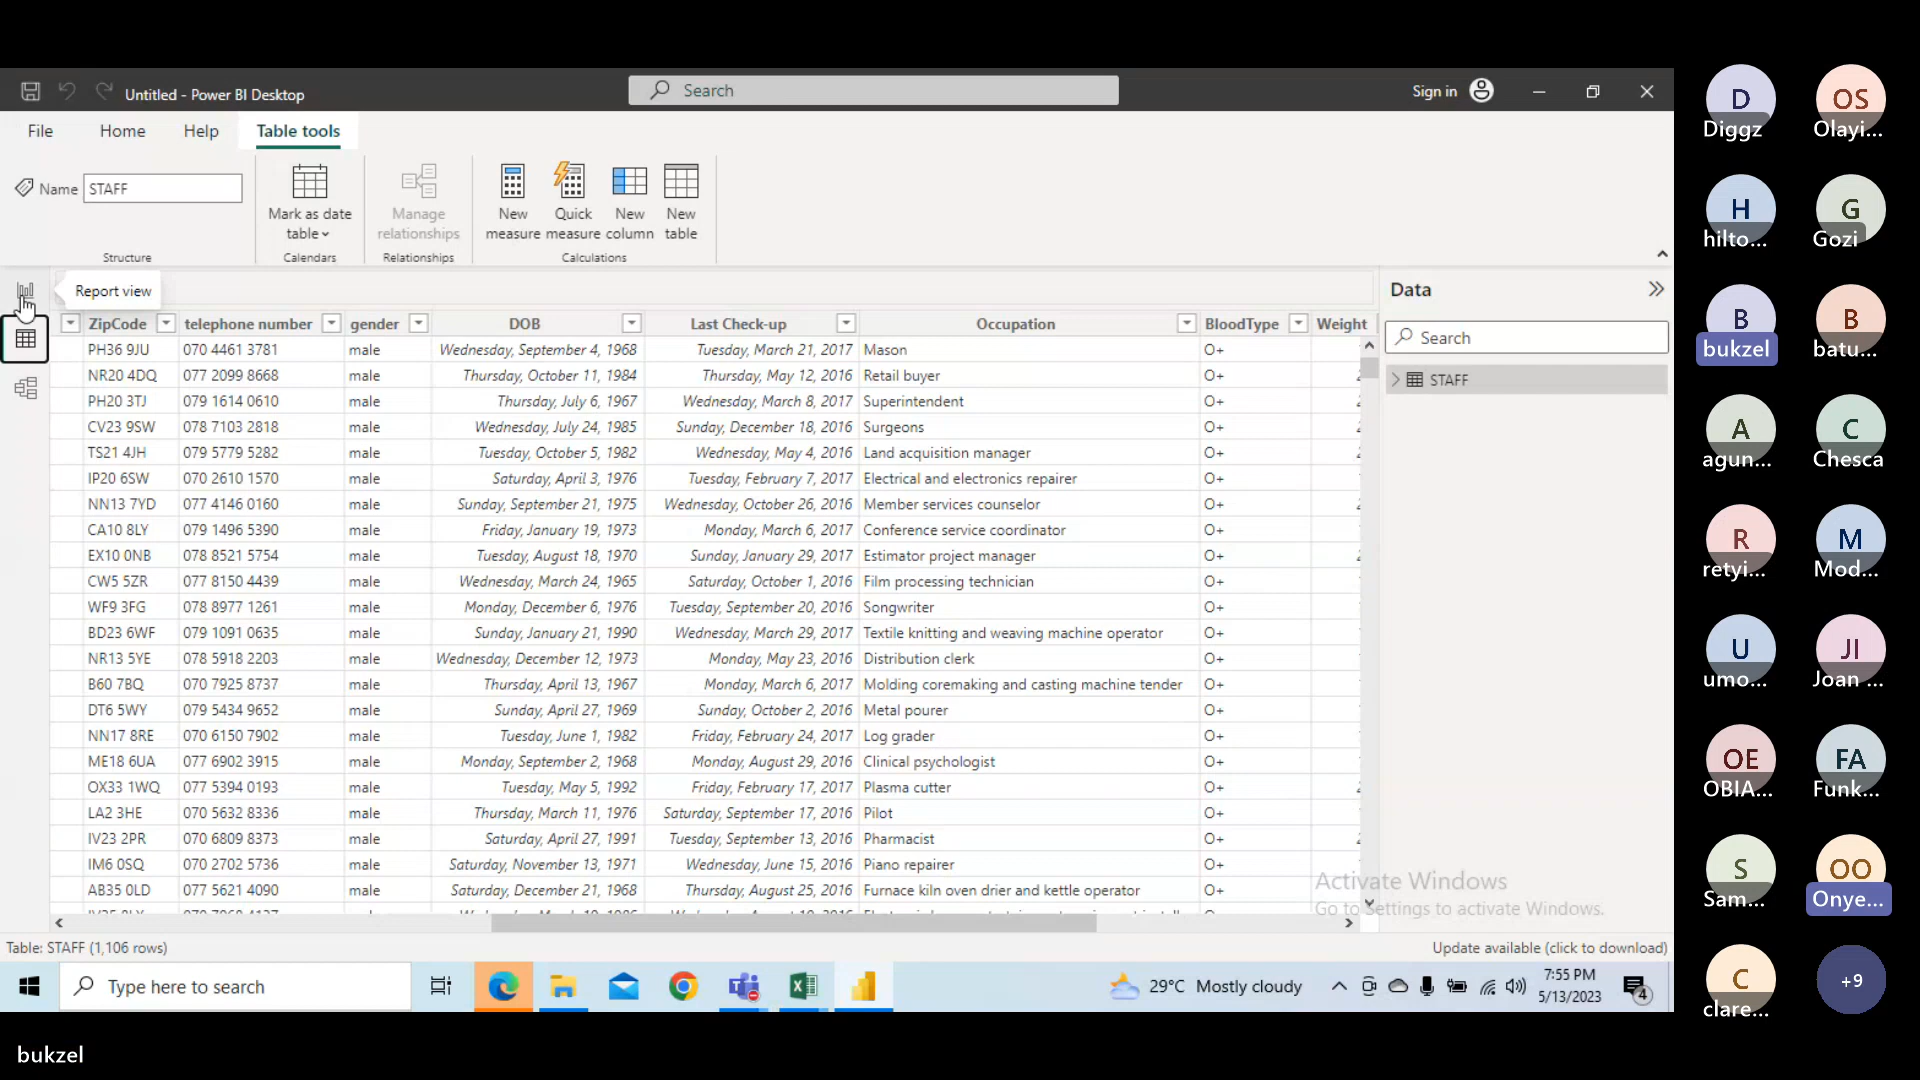 Untitled - Power BI Desktop
Search
Sign in
File Home Help Table tools
Name STAFF
Mark as date table
Manage relationships
New measure
Quick measure
New column
New table
Structure Calendars Relationships Calculations
Report view
Data
Search
STAFF
ZipCode telephone number gender DOB Last Check-up Occupation BloodType Weight
PH36 9JU 070 4461 3781 male Wednesday, September 4, 1968 Tuesday, March 21, 2017 Mason O+
NR20 4DQ 077 2099 8668 male Thursday, October 11, 1984 Thursday, May 12, 2016 Retail buyer O+
PH20 3TJ 079 1614 0610 male Thursday, July 6, 1967 Wednesday, March 8, 2017 Superintendent O+
CV23 9SW 078 7103 2818 male Wednesday, July 24, 1985 Sunday, December 18, 2016 Surgeons O+
TS21 4JH 079 5779 5282 male Tuesday, October 5, 1982 Wednesday, May 4, 2016 Land acquisition manager O+
IP20 6SW 070 2610 1570 male Saturday, April 3, 1976 Tuesday, February 7, 2017 Electrical and electronics repairer O+
NN13 7YD 077 4146 0160 male Sunday, September 21, 1975 Wednesday, October 26, 2016 Member services counselor O+
CA10 8LY 079 1496 5390 male Friday, January 19, 1973 Monday, March 6, 2017 Conference service coordinator O+
EX10 0NB 078 8521 5754 male Tuesday, August 18, 1970 Sunday, January 29, 2017 Estimator project manager O+
CW5 5ZR 077 8150 4439 male Wednesday, March 24, 1965 Saturday, October 1, 2016 Film processing technician O+
WF9 3FG 078 8977 1261 male Monday, December 6, 1976 Tuesday, September 20, 2016 Songwriter O+
BD23 6WF 079 1091 0635 male Sunday, January 21, 1990 Wednesday, March 29, 2017 Textile knitting and weaving machine operator O+
NR13 5YE 078 5918 2203 male Wednesday, December 12, 1973 Monday, May 23, 2016 Distribution clerk O+
B60 7BQ 070 7925 8737 male Thursday, April 13, 1967 Monday, March 6, 2017 Molding coremaking and casting machine tender O+
DT6 5WY 079 5434 9652 male Sunday, April 27, 1969 Sunday, October 2, 2016 Metal pourer O+
NN17 8RE 070 6150 7902 male Tuesday, June 1, 1982 Friday, February 24, 2017 Log grader O+
ME18 6UA 077 6902 3915 male Monday, September 2, 1968 Monday, August 29, 2016 Clinical psychologist O+
OX33 1WQ 077 5394 0193 male Tuesday, May 5, 1992 Friday, February 17, 2017 Plasma cutter O+
LA2 3HE 070 5632 8336 male Thursday, March 11, 1976 Saturday, September 17, 2016 Pilot O+
IV23 2PR 070 6809 8373 male Saturday, April 27, 1991 Tuesday, September 13, 2016 Pharmacist O+
IM6 0SQ 070 2702 5736 male Saturday, November 13, 1971 Wednesday, June 15, 2016 Piano repairer O+
AB35 0LD 077 5621 4090 male Saturday, December 21, 1968 Thursday, August 25, 2016 Furnace kiln oven drier and kettle operator O+
Activate Windows
Go to Settings to activate Windows.
Table: STAFF (1,106 rows)
Update available (click to download)
Type here to search
29°C Mostly cloudy
7:55 PM
5/13/2023
4
bukzel
D OS
Diggz Olayi...
H G
hilto... Gozi
B B
bukzel batu...
A C
agun... Chesca
R M
retyi... Mod...
U JI
umo... Joan ...
OE FA
OBIA... Funk...
S OO
Sam... Onye...
C +9
clare...